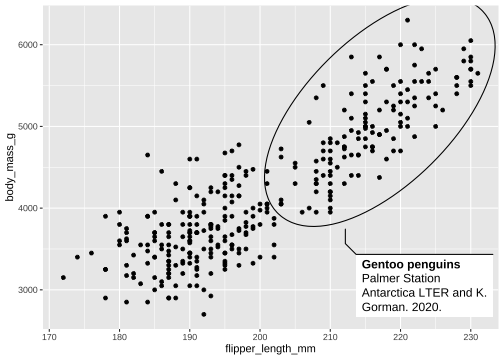 6000
5000
4000
3000
body_mass_g
170
180
190
200
210
220
230
flipper_length_mm
Gentoo penguins
Palmer Station
Antarctica LTER and K.
Gorman. 2020.